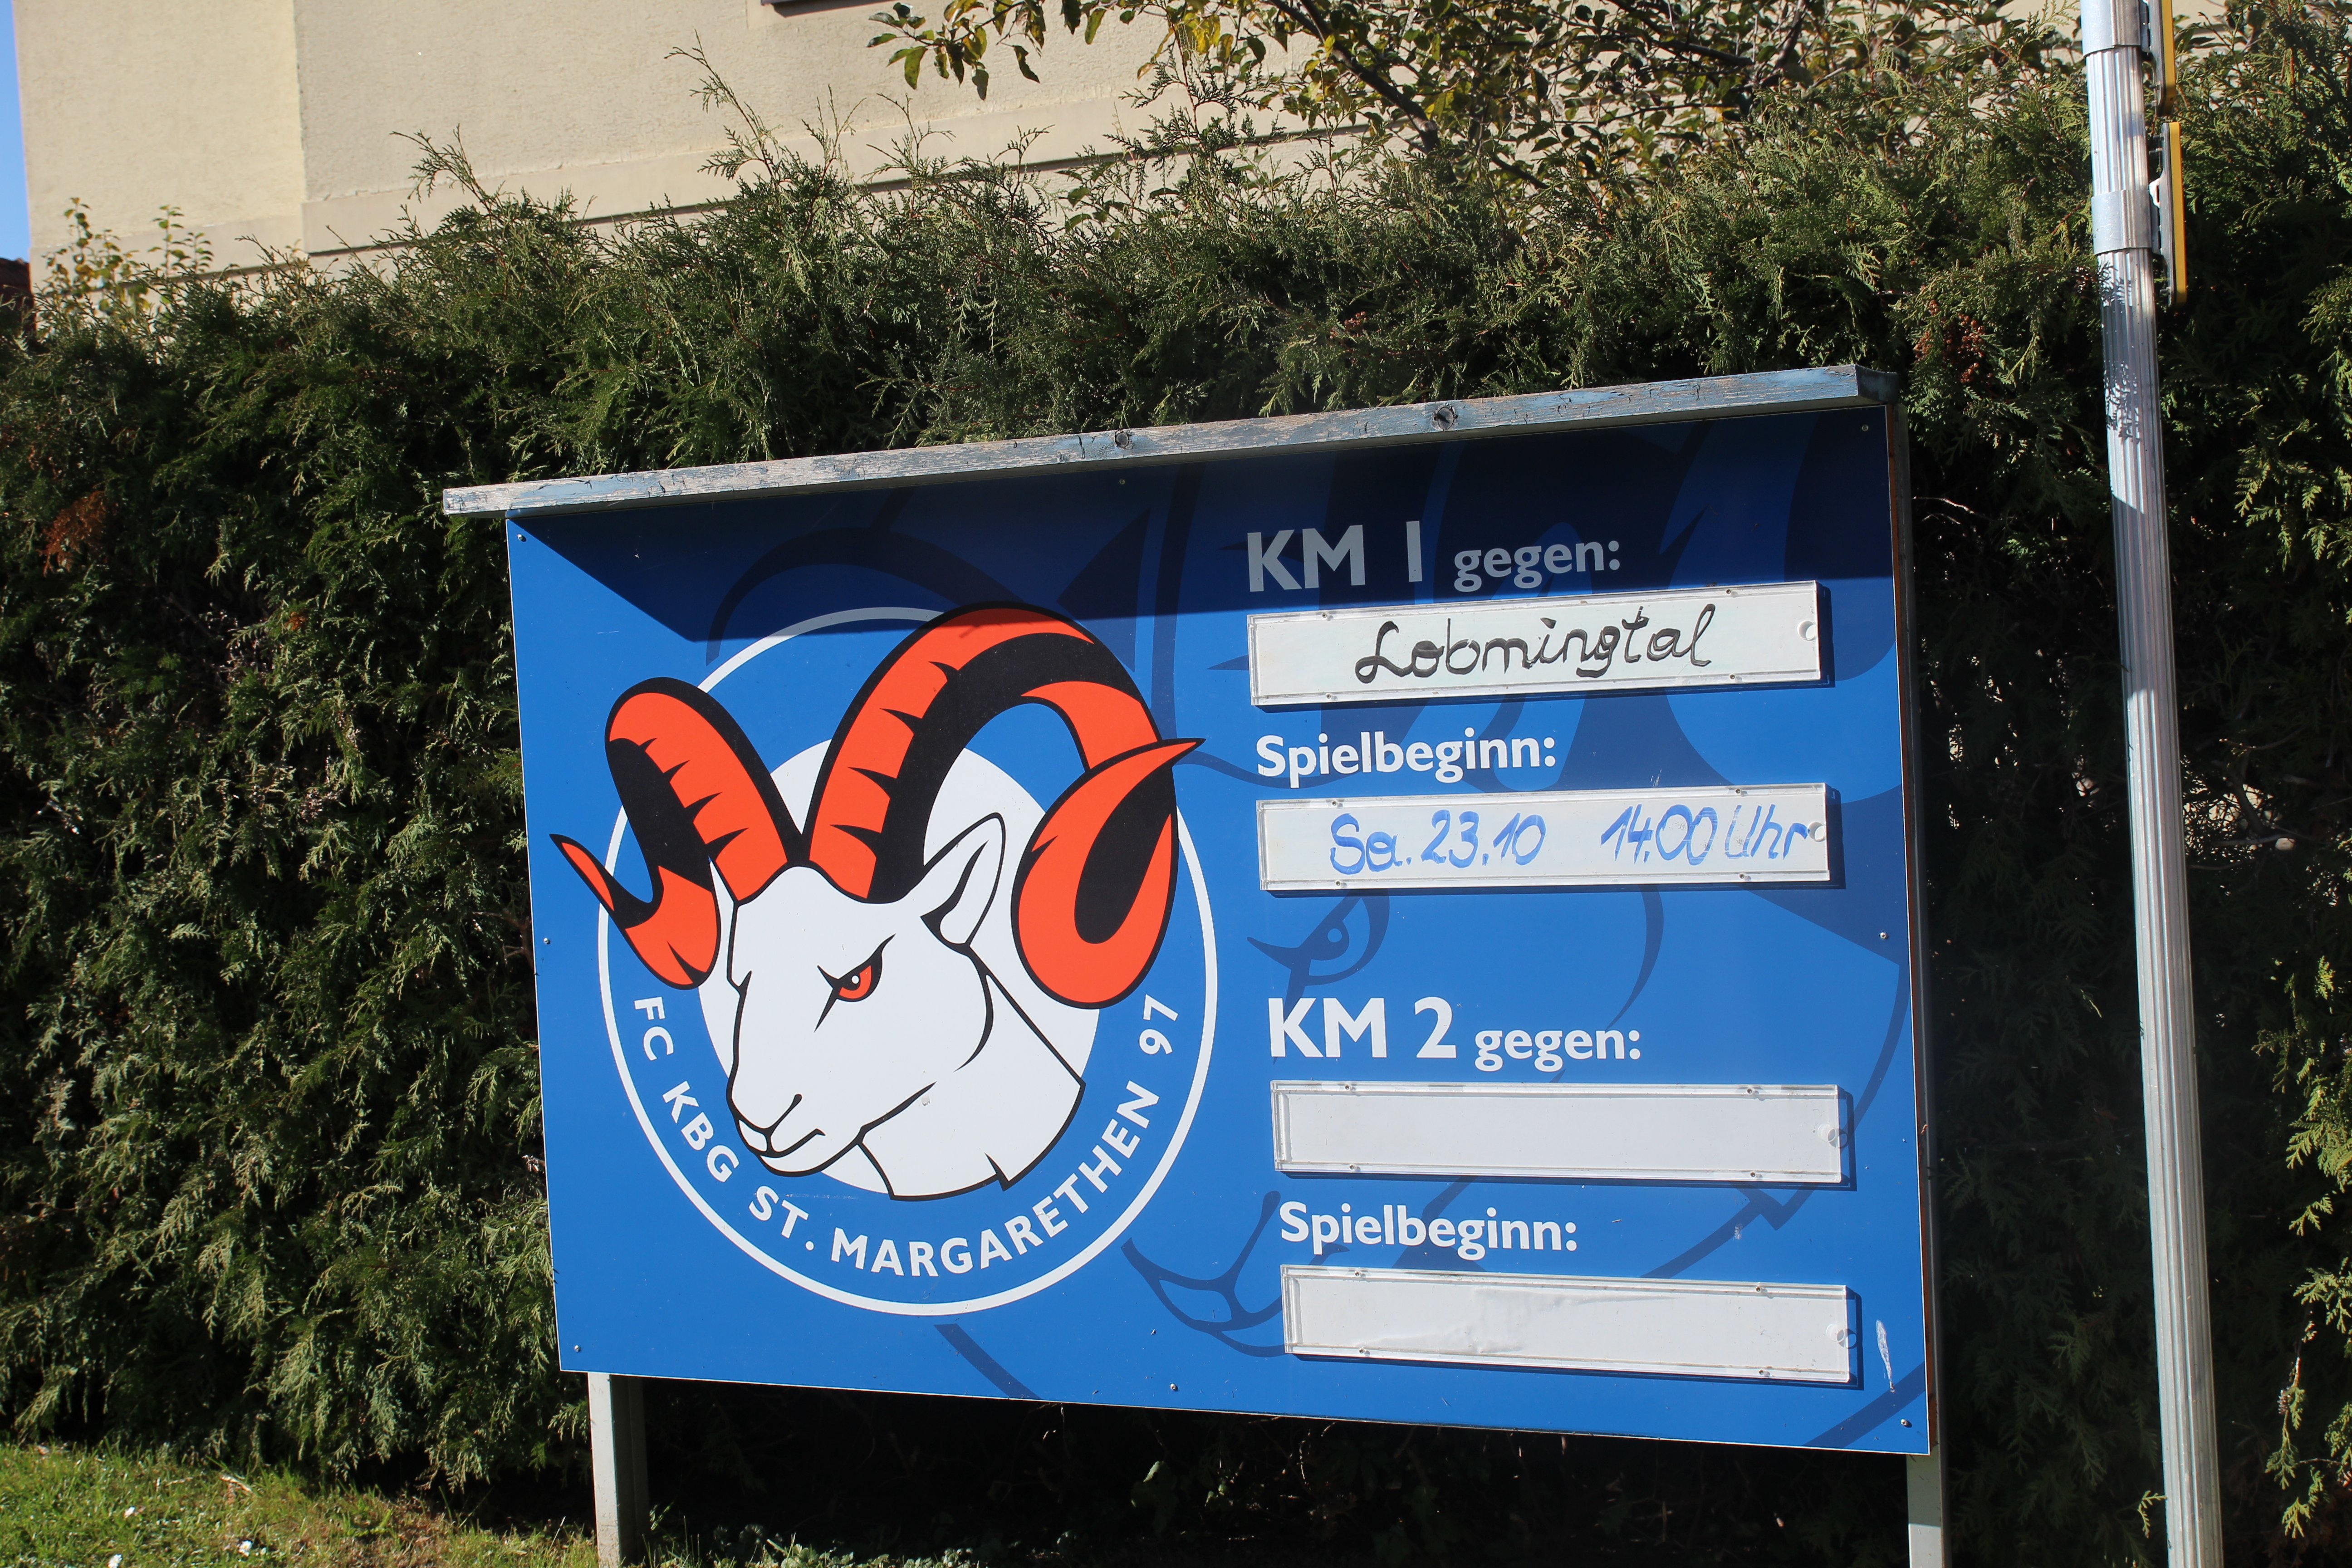 FC KBG ST. MARGARETHEN 97
KM 1 gegen:
Lobmingtal
Spielbeginn:
Sa. 23.10 14.00 Uhr
KM 2 gegen:
Spielbeginn: